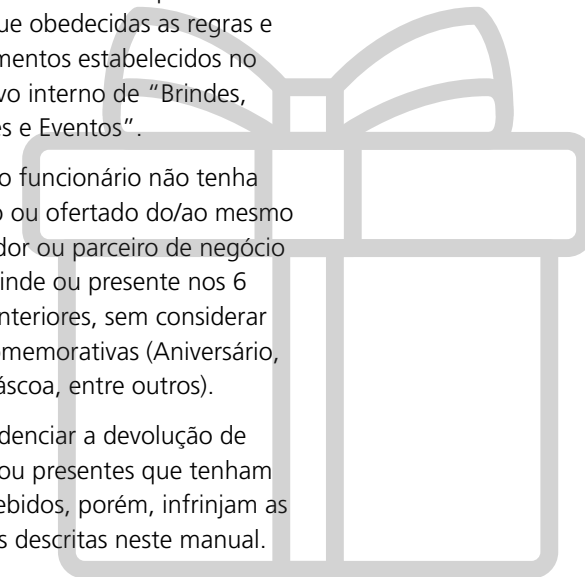 ue obedecidas as regras e
mentos estabelecidos no
vo interno de “Brindes,
es e Eventos”.
o funcionário não tenha
o ou ofertado do/ao mesmo
dor ou parceiro de negócio
inde ou presente nos 6
nteriores, sem considerar
omemorativas (Aniversário,
áscoa, entre outros).
denciar a devolução de
ou presentes que tenham
ebidos, porém, infrinjam as
s descritas neste manual.